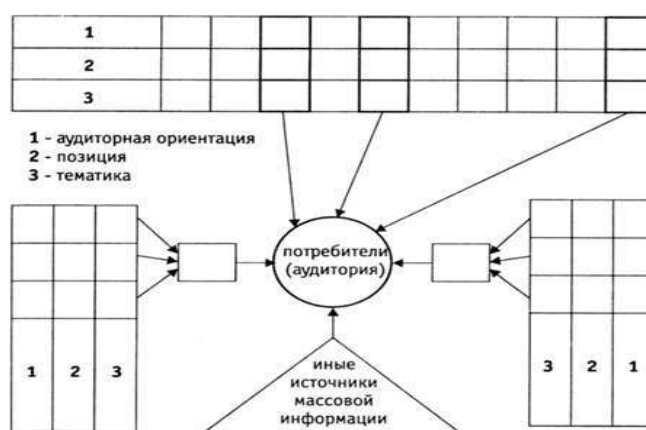 1
2
3
1 - аудиторная ориентация
2 - позиция
3 - тематика
потребители
(аудитория)
1 2 3
иные
источники
массовой
информации
3 2 1